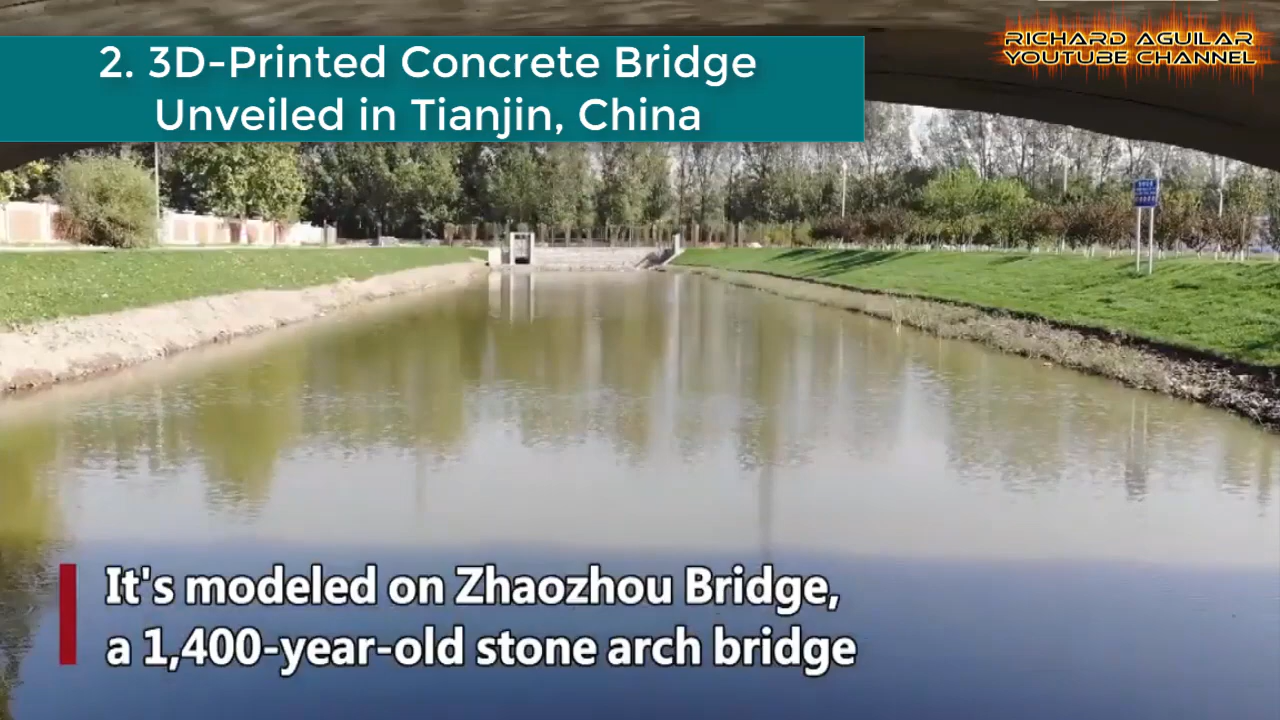 2. 3D-Printed Concrete Bridge
Unveiled in Tianjin, China
RICHARD AGUILAR
YOUTUBE CHANNEL
It's modeled on Zhaozhou Bridge,
a 1,400-year-old stone arch bridge